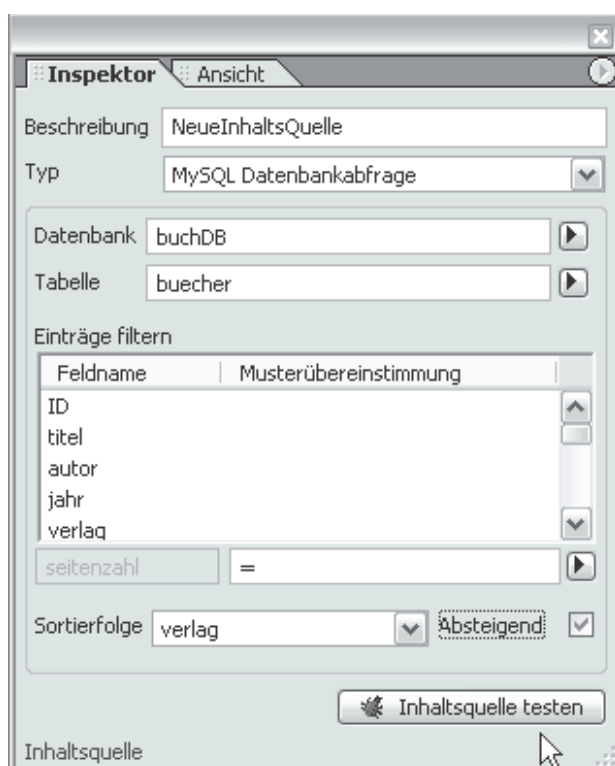 Inspektor Ansicht
Beschreibung NeueInhaltsQuelle
Typ MySQL Datenbankabfrage
Datenbank buchDB
Tabelle buecher
Einträge filtern
Feldname Musterübereinstimmung
ID
titel
autor
jahr
verlag
seitenzahl =
Sortierfolge verlag Absteigend
Inhaltsquelle testen
Inhaltsquelle